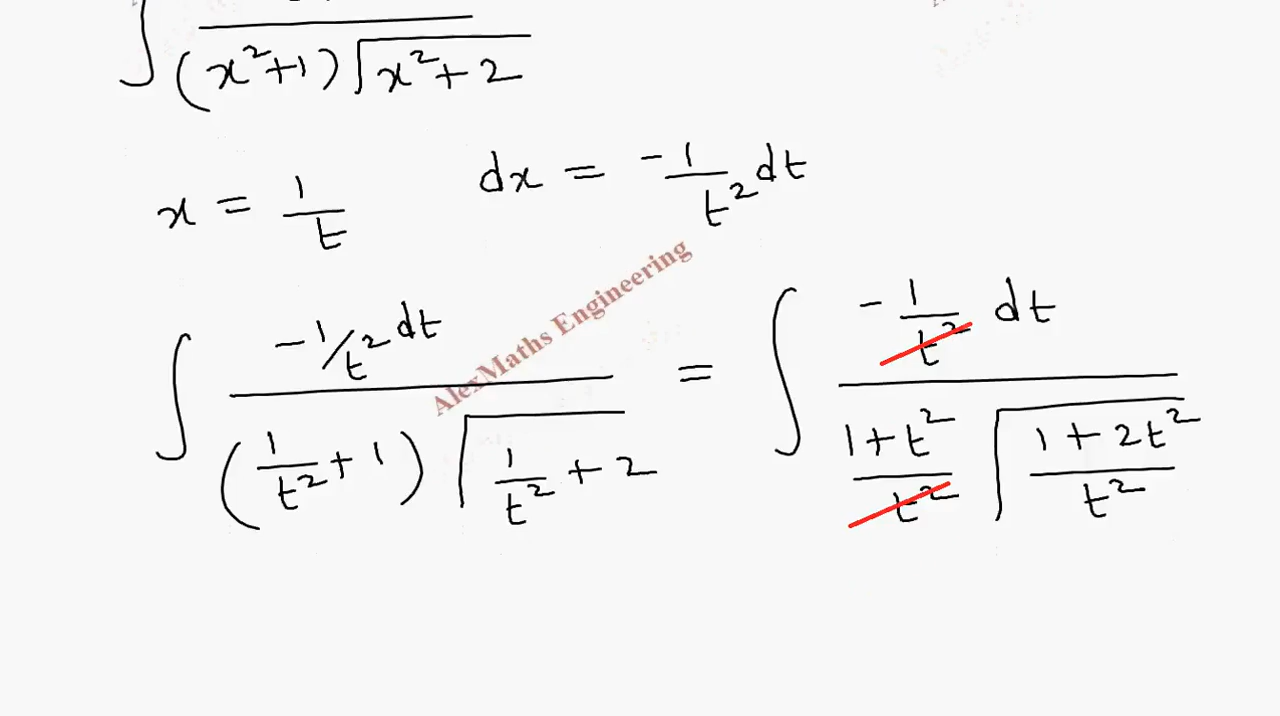 ∫ ——— (x²+1) √(x²+2)
x = 1/t dx = -1/t² dt
∫ (-1/t² dt) / ((1/t² + 1) √(1/t² + 2)) = ∫ (-1/t² dt) / ((1+t²)/t² √((1+2t²)/t²))
AlexMaths Engineering